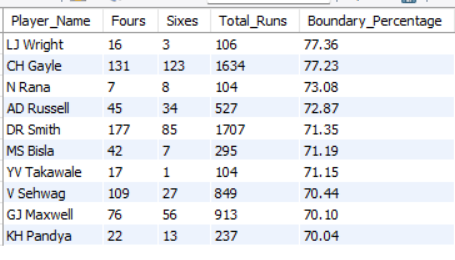 Player_Name Fours Sixes Total_Runs Boundary_Percentage
LJ Wright 16 3 106 77.36
CH Gayle 131 123 1634 77.23
N Rana 7 8 104 73.08
AD Russell 45 34 527 72.87
DR Smith 177 85 1707 71.35
MS Bisla 42 7 295 71.19
YV Takawale 17 1 104 71.15
V Sehwag 109 27 849 70.44
GJ Maxwell 76 56 913 70.10
KH Pandya 22 13 237 70.04